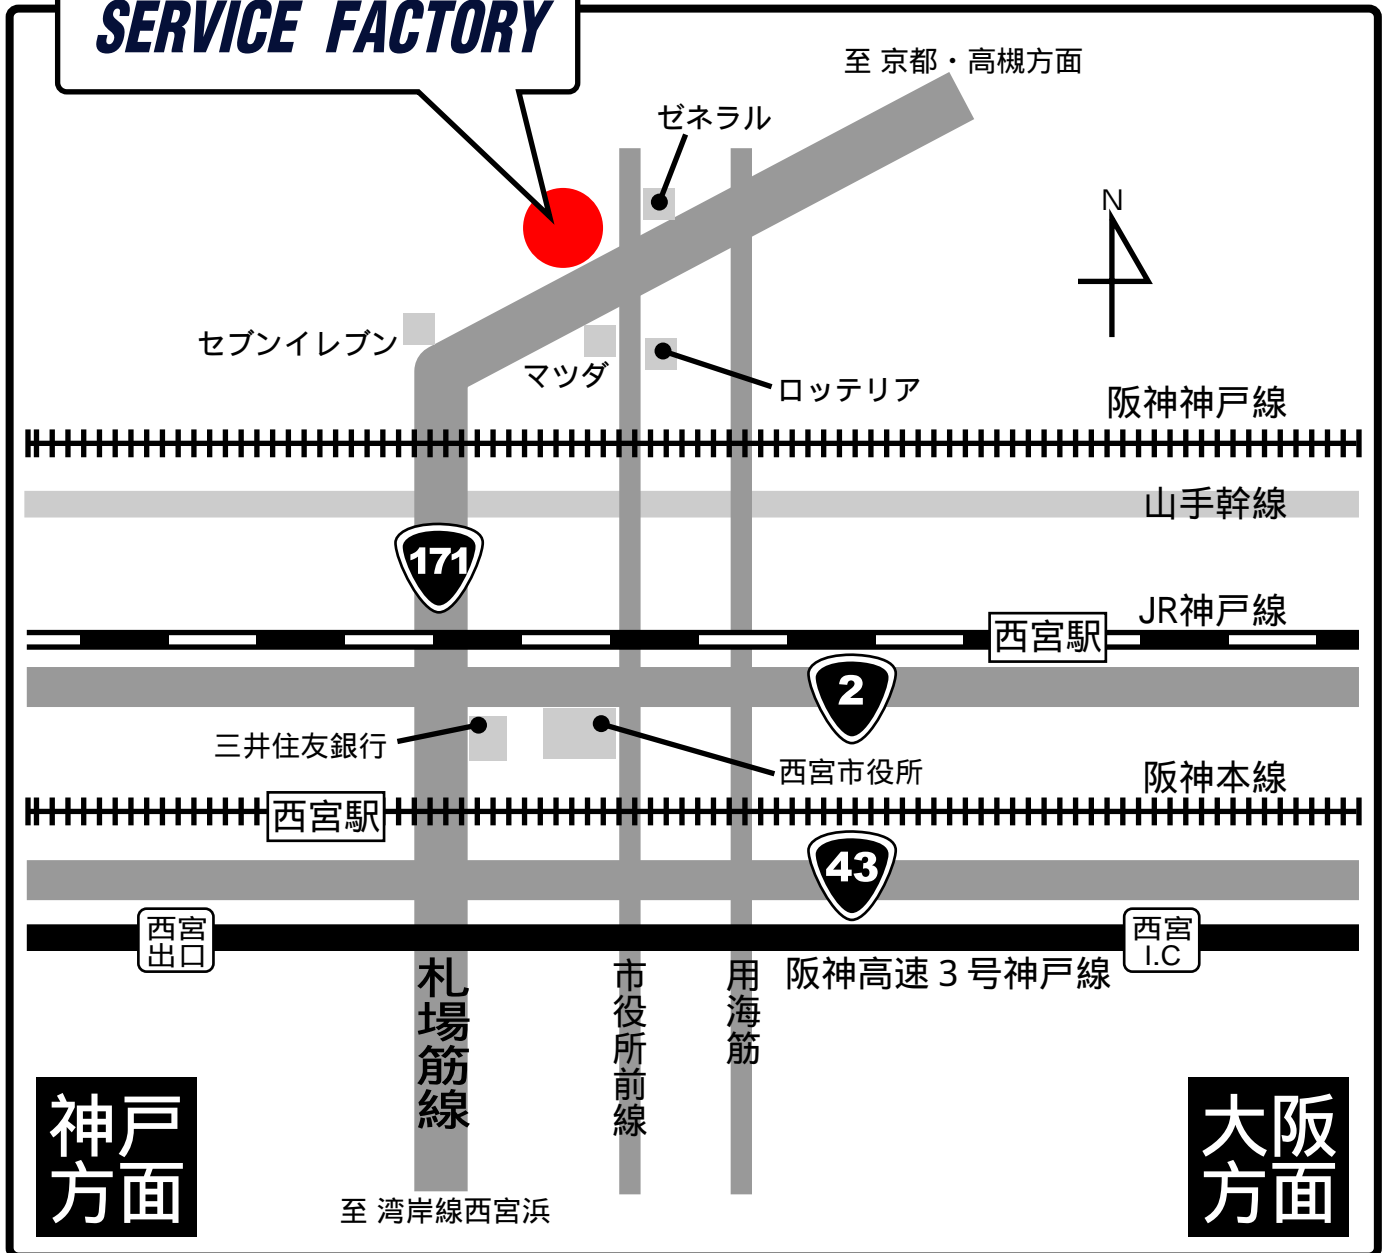 SERVICE FACTORY
至 京都・高槻方面
ゼネラル
N
セブンイレブン
マツダ
ロッテリア
阪神神戸線
山手幹線
171
JR神戸線
西宮駅
2
三井住友銀行
西宮市役所
阪神本線
西宮駅
43
西宮
出口
西宮
I.C
阪神高速3号神戸線
札場筋線
市役所前線
用海筋
神戸
方面
大阪
方面
至 湾岸線西宮浜